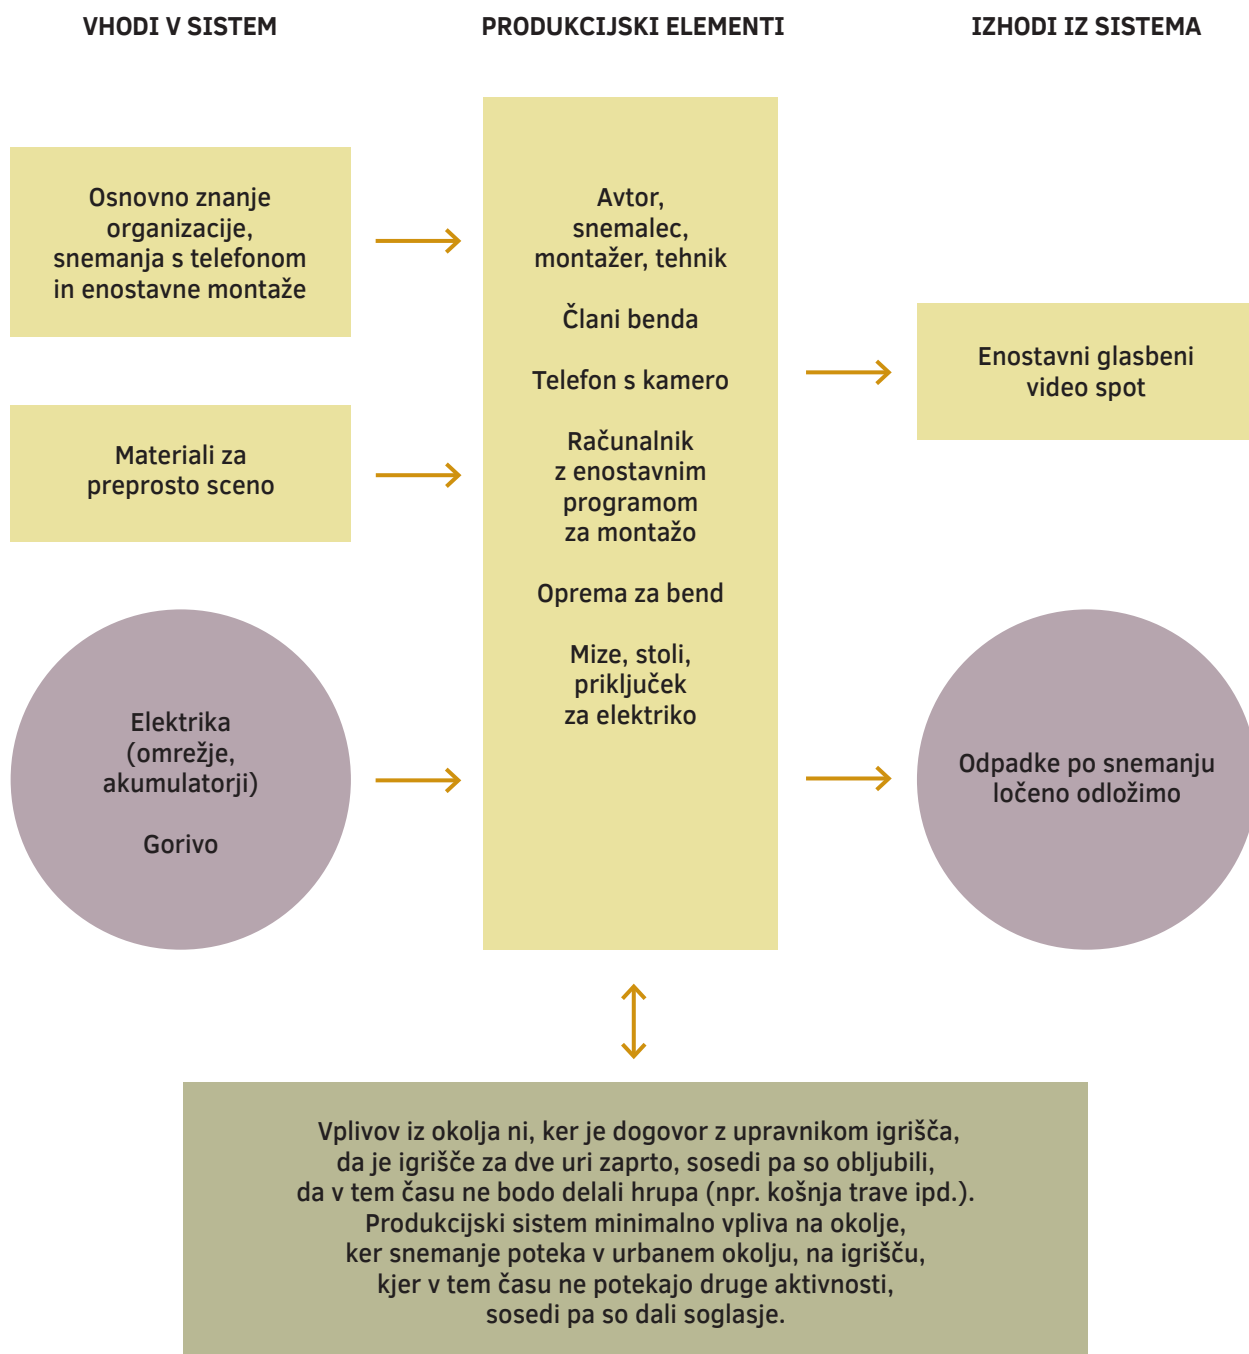 VHODI V SISTEM
PRODUKCIJSKI ELEMENTI
IZHODI IZ SISTEMA
Osnovno znanje
organizacije,
snemanja s telefonom
in enostavne montaže
Materiali za
preprosto sceno
Elektrika
(omrežje,
akumulatorji)
Gorivo
Avtor,
snemalec,
montažer, tehnik
Člani benda
Telefon s kamero
Računalnik
z enostavnim
programom
za montažo
Oprema za bend
Mize, stoli,
priključek
za elektriko
Enostavni glasbeni
video spot
Odpadke po snemanju
ločeno odložimo
Vplivov iz okolja ni, ker je dogovor z upravnikom igrišča,
da je igrišče za dve uri zaprto, sosedi pa so obljubili,
da v tem času ne bodo delali hrupa (npr. košnja trave ipd.).
Produkcijski sistem minimalno vpliva na okolje,
ker snemanje poteka v urbanem okolju, na igrišču,
kjer v tem času ne potekajo druge aktivnosti,
sosedi pa so dali soglasje.